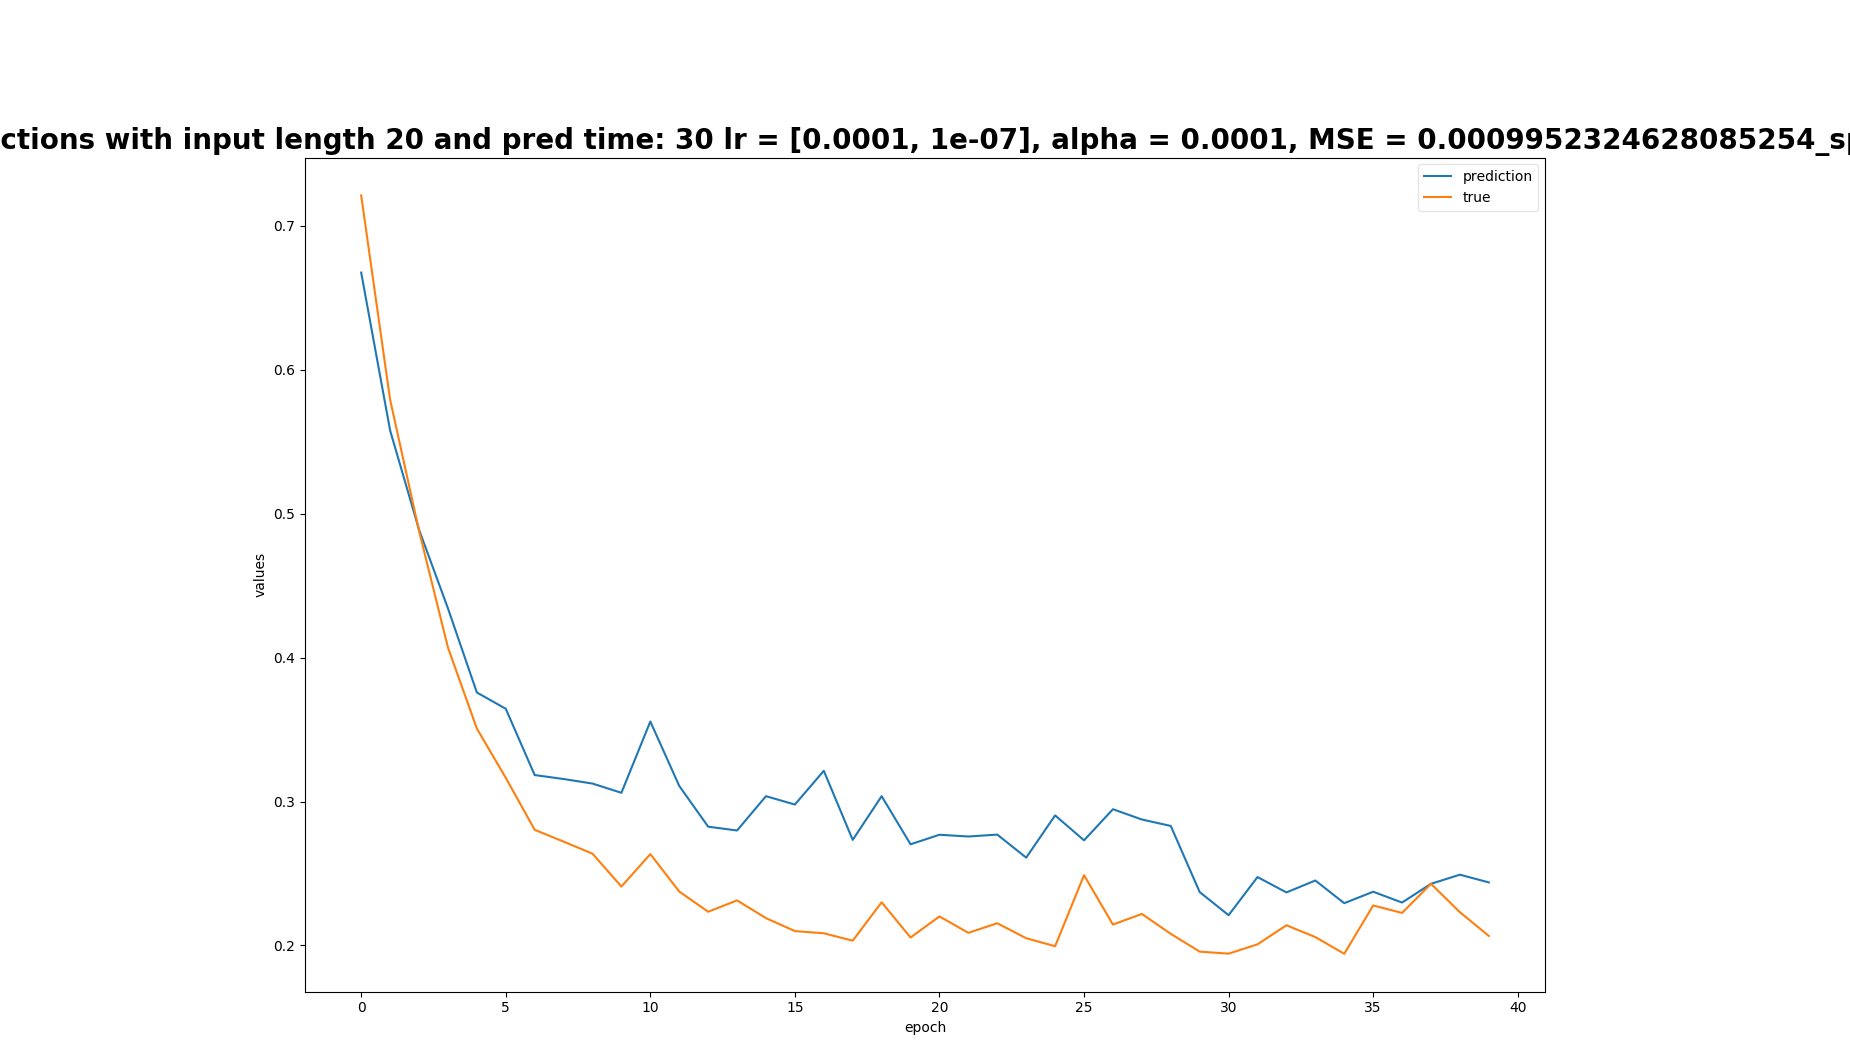 ctions with input length 20 and pred time: 30 lr = [0.0001, 1e-07], alpha = 0.0001, MSE = 0.0009952324628085254_sp
prediction
true
0.7
0.6
0.5
0.4
0.3
0.2
values
0 5 10 15 20 25 30 35 40
epoch